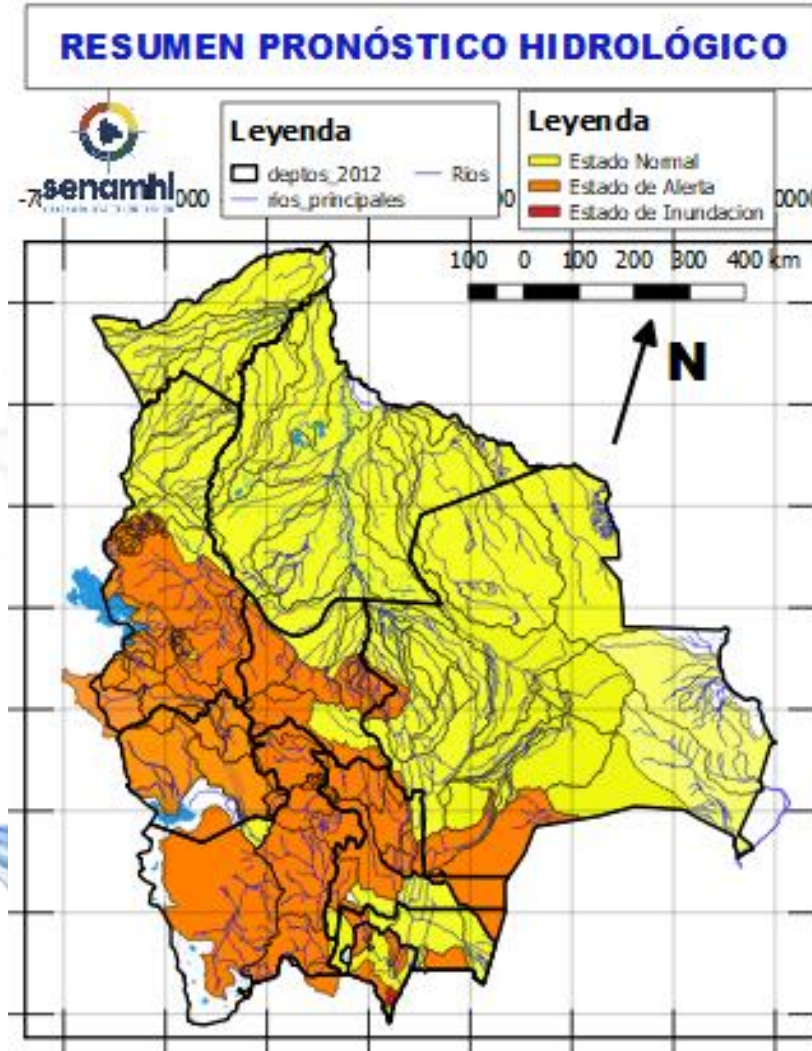 RESUMEN PRONÓSTICO HIDROLÓGICO
senamhi
Leyenda
deptos_2012
Rios
rios_principales
Leyenda
Estado Normal
Estado de Alerta
Estado de Inundacion
100 0 100 200 300 400 km
N